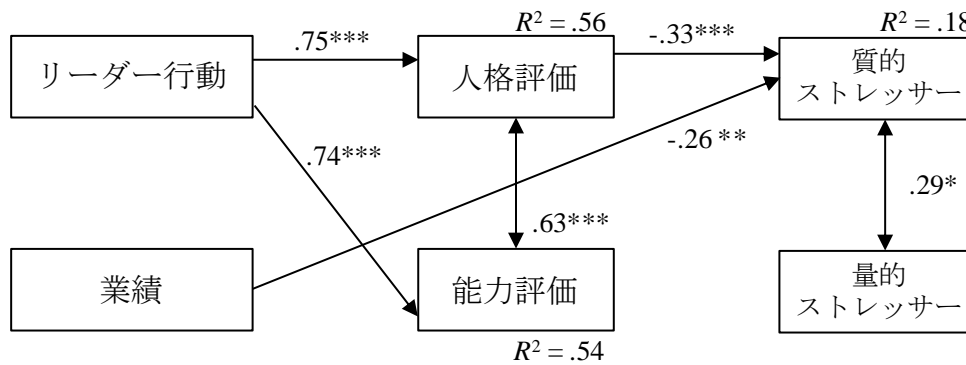 R² = .56
R² = .18
.75***
-.33***
リーダー行動
人格評価
質的
ストレッサー
.74***
-.26 **
.29*
.63***
業績
能力評価
量的
ストレッサー
R² = .54